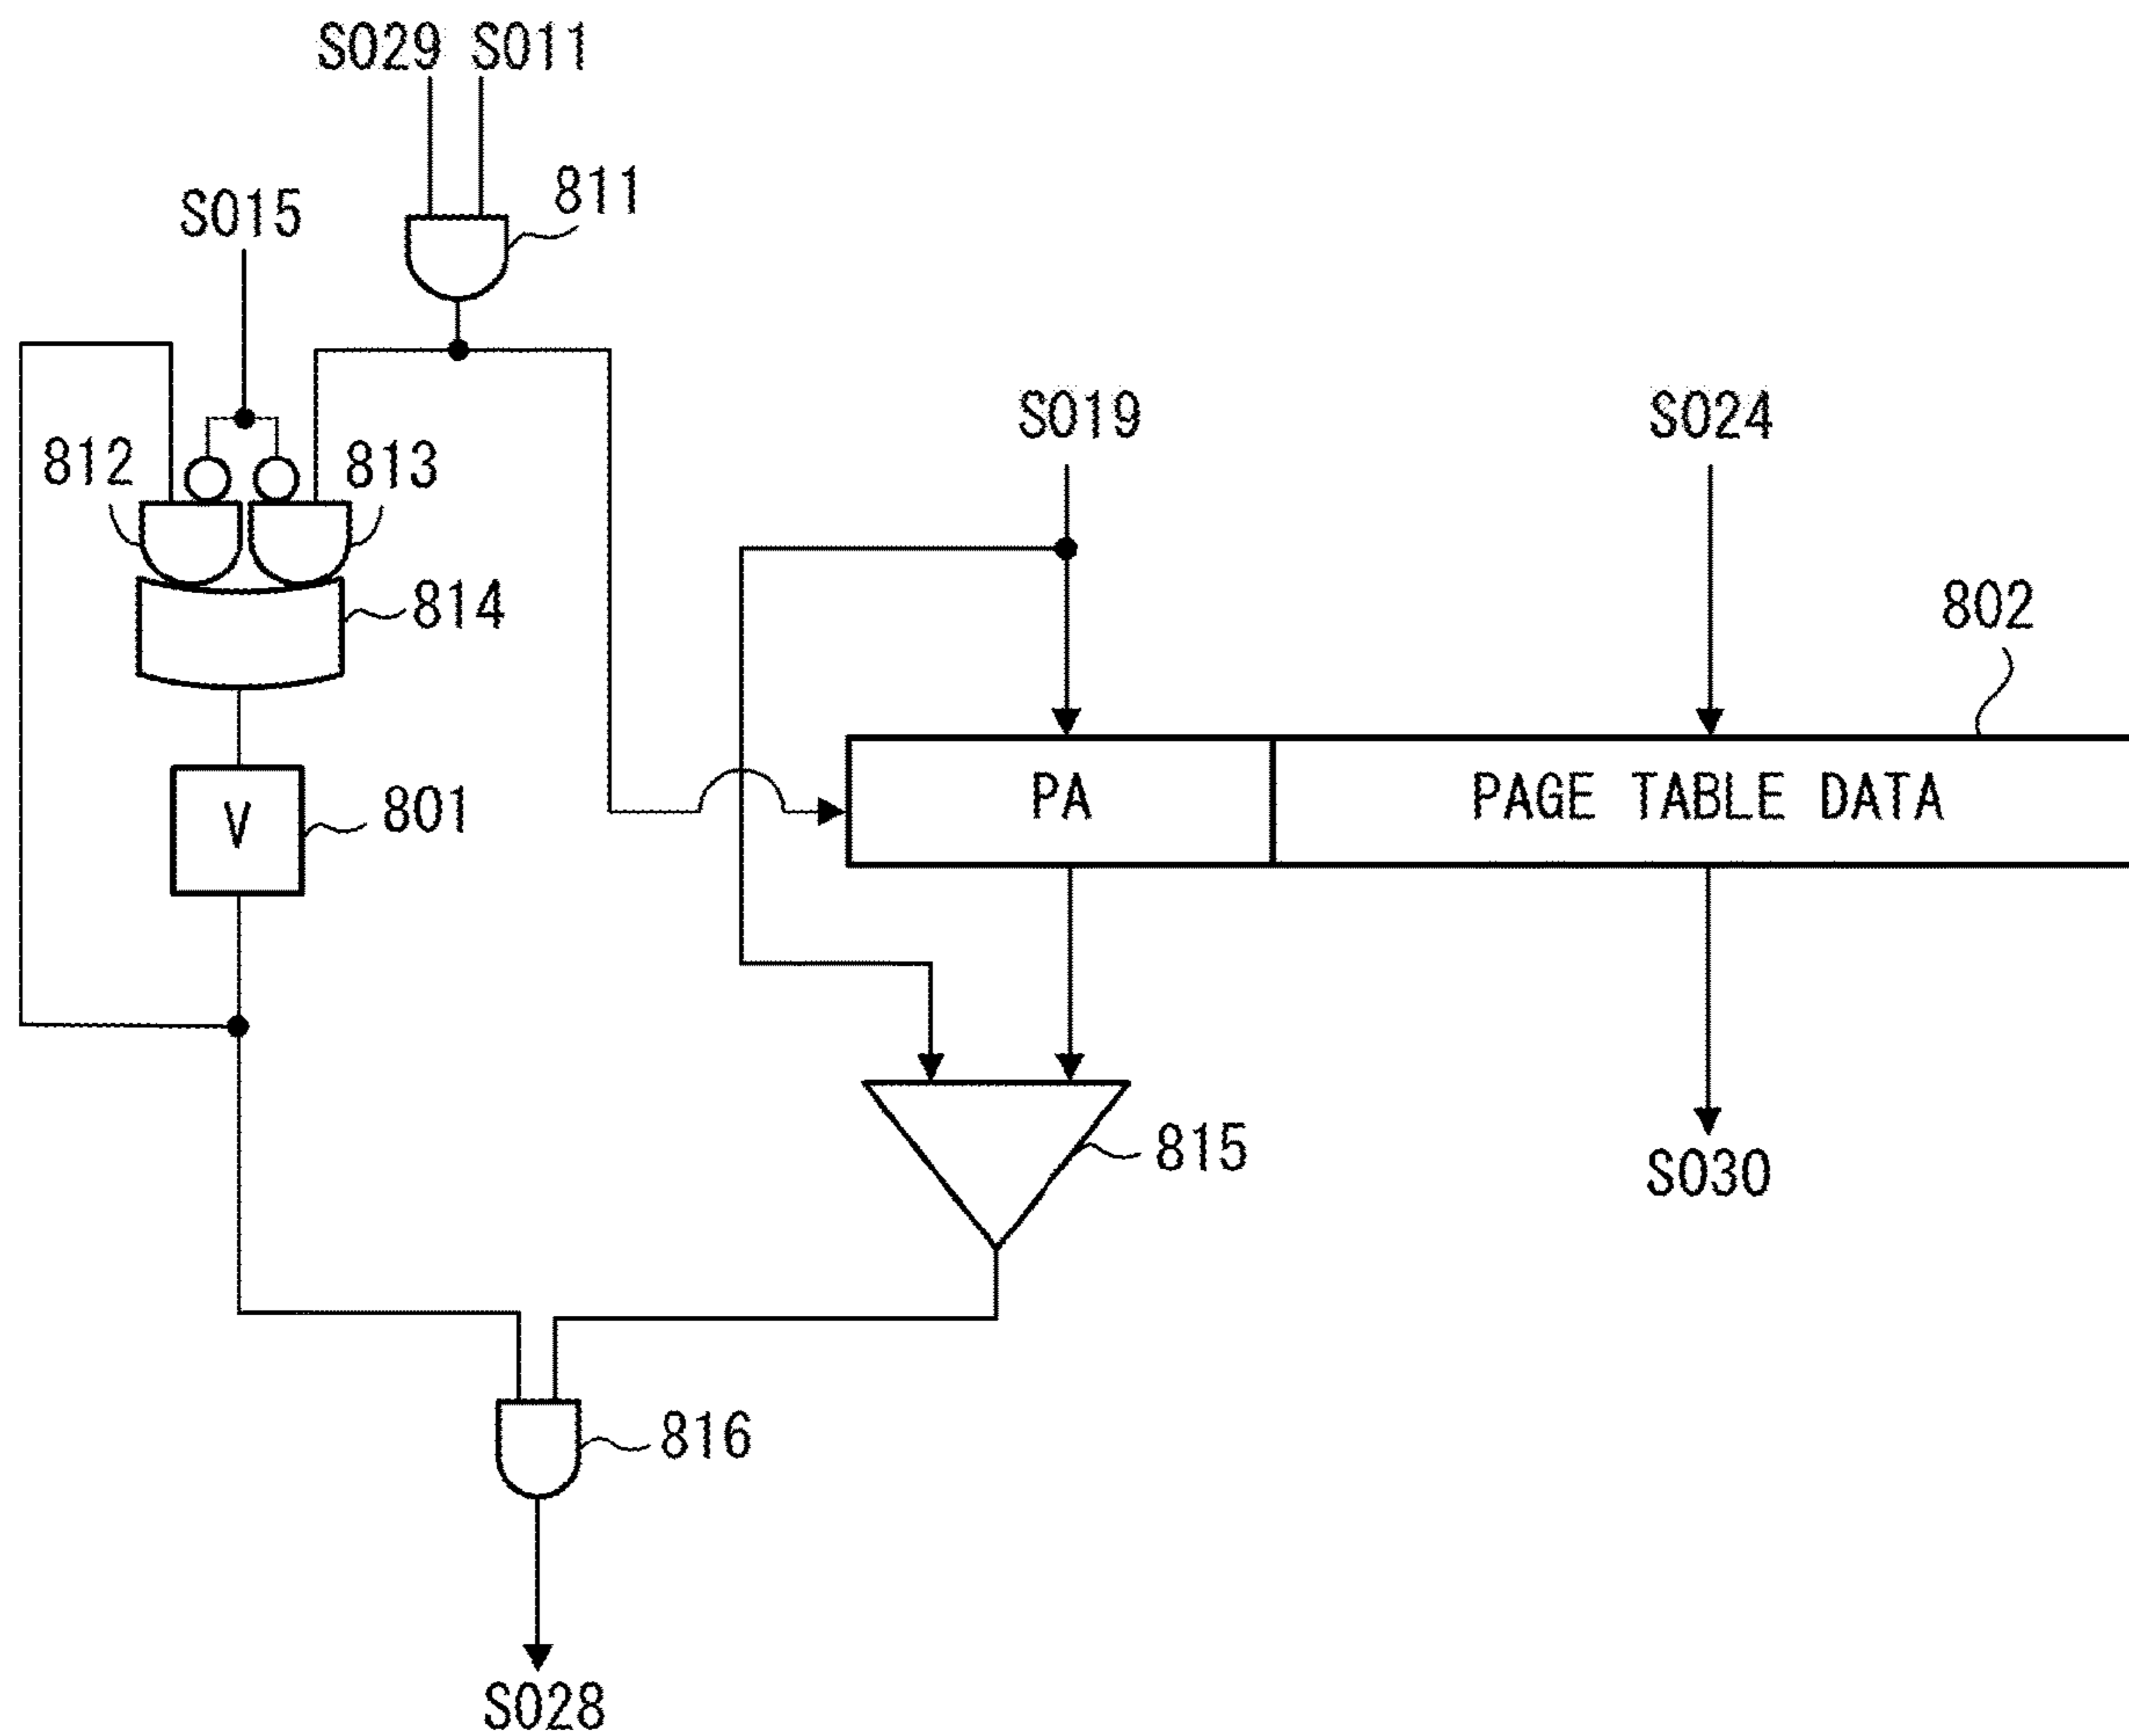 S029 S011
811
S015
S019
S024
812
813
814
802
801
V
PA
PAGE TABLE DATA
815
S030
816
S028